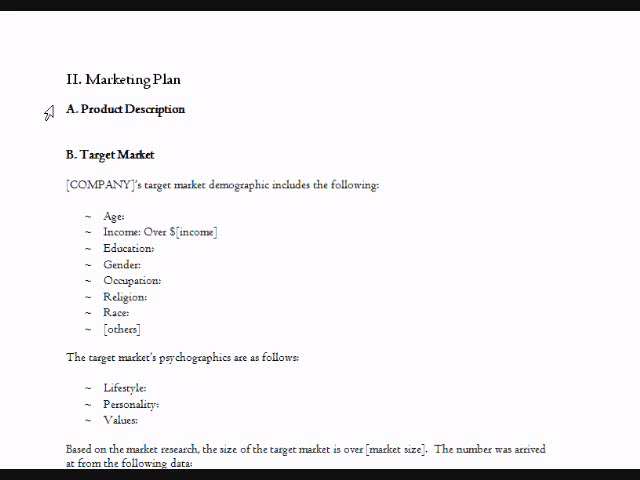 II. Marketing Plan
A. Product Description
B. Target Market
[COMPANY]'s target market demographic includes the following:
~ Age:
~ Income: Over $[income]
~ Education:
~ Gender:
~ Occupation:
~ Religion:
~ Race:
~ [others]
The target market's psychographics are as follows:
~ Lifestyle:
~ Personality:
~ Values:
Based on the market research, the size of the target market is over [market size]. The number was arrived
at from the following data: